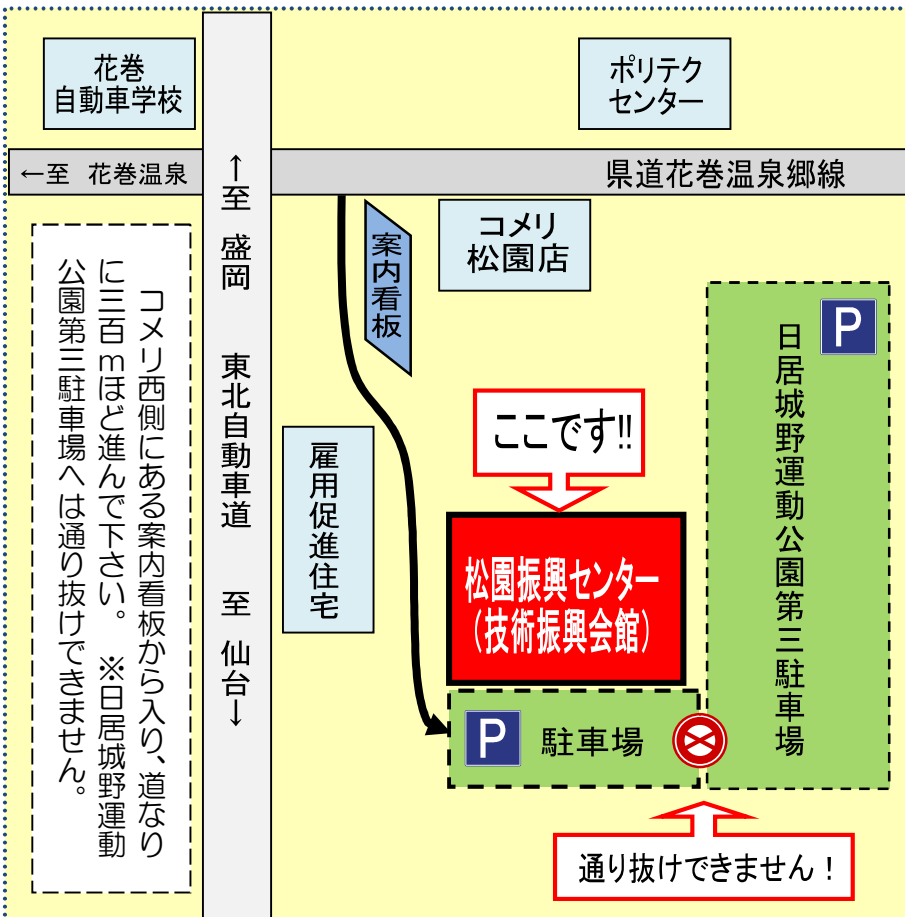 花巻
自動車学校
ポリテク
センター
←至 花巻温泉
県道花巻温泉郷線
←至 盛岡 東北自動車道 至 仙台→
案内看板
コメリ
松園店
コメリ西側にある案内看板から入り、道なり
に三百mほど進んで下さい。 ※日居城野運動
公園第三駐車場へは通り抜けできません。
雇用促進住宅
ここです!!
松園振興センター
(技術振興会館)
P
日居城野運動公園第三駐車場
P
駐車場
通り抜けできません!